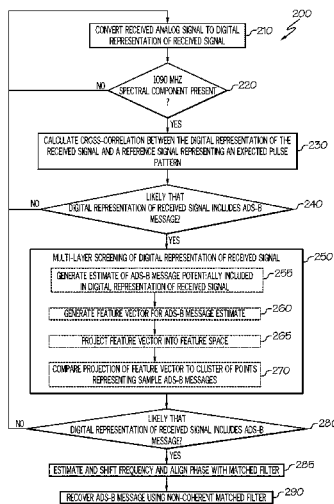 200
CONVERT RECEIVED ANALOG SIGNAL TO DIGITAL
REPRESENTATION OF RECEIVED SIGNAL
210
1090 MHZ
SPECTRAL COMPONENT PRESENT
?
220
NO
YES
CALCULATE CROSS-CORRELATION BETWEEN THE DIGITAL REPRESENTATION OF THE
RECEIVED SIGNAL AND A REFERENCE SIGNAL REPRESENTING AN EXPECTED PULSE
PATTERN
230
LIKELY THAT
DIGITAL REPRESENTATION OF RECEIVED SIGNAL INCLUDES ADS-B
MESSAGE?
240
NO
YES
MULTI-LAYER SCREENING OF DIGITAL REPRESENTATION OF RECEIVED SIGNAL
250
GENERATE ESTIMATE OF ADS-B MESSAGE POTENTIALLY INCLUDED
IN DIGITAL REPRESENTATION OF RECEIVED SIGNAL
255
GENERATE FEATURE VECTOR FOR ADS-B MESSAGE ESTIMATE
260
PROJECT FEATURE VECTOR INTO FEATURE SPACE
265
COMPARE PROJECTION OF FEATURE VECTOR TO CLUSTER OF POINTS
REPRESENTING SAMPLE ADS-B MESSAGES
270
LIKELY THAT
DIGITAL REPRESENTATION OF RECEIVED SIGNAL INCLUDES ADS-B
MESSAGE?
280
NO
YES
ESTIMATE AND SHIFT FREQUENCY AND ALIGN PHASE WITH MATCHED FILTER
285
RECOVER ADS-B MESSAGE USING NON-COHERENT MATCHED FILTER
290